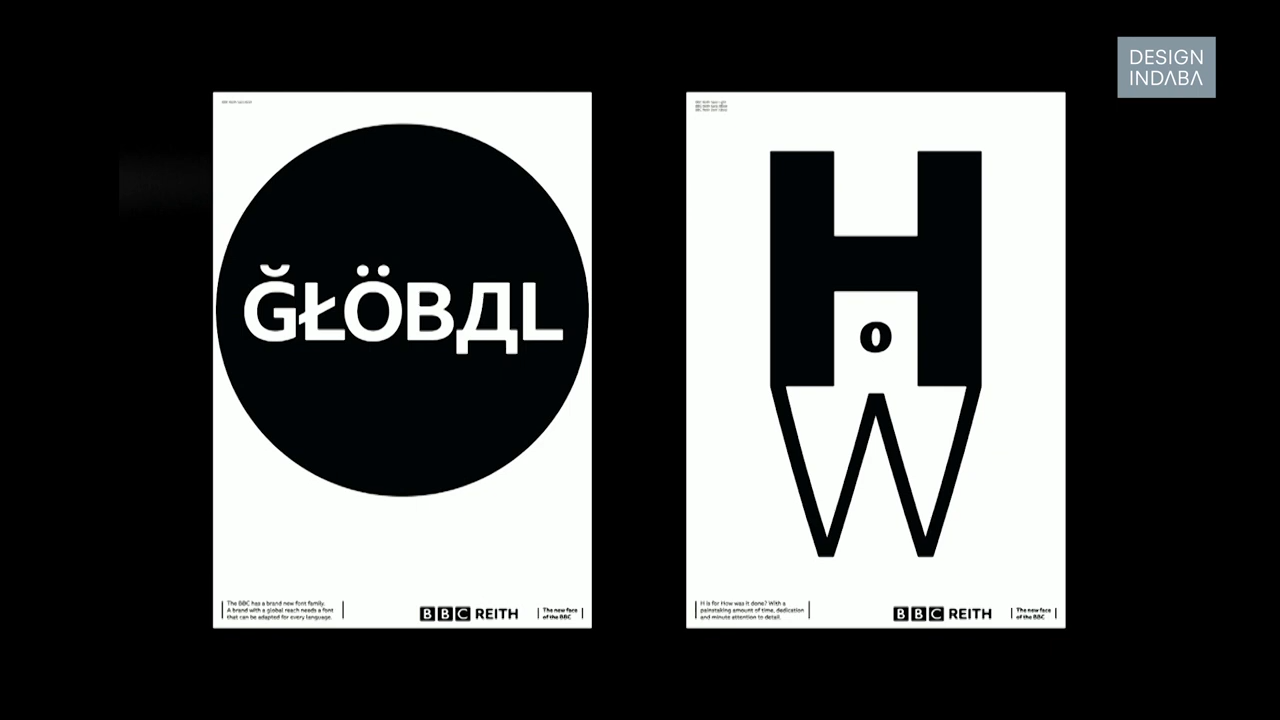 DESIGN
INDABA
ĞŁÖBДL
The BBC has a brand new font family.
A brand with a global reach needs a font
that can be adapted for every language.
BBC REITH
The new face
of the BBC
H
o
W
H is for How was it done? With a
painstaking amount of time, dedication
and minute attention to detail.
BBC REITH
The new face
of the BBC